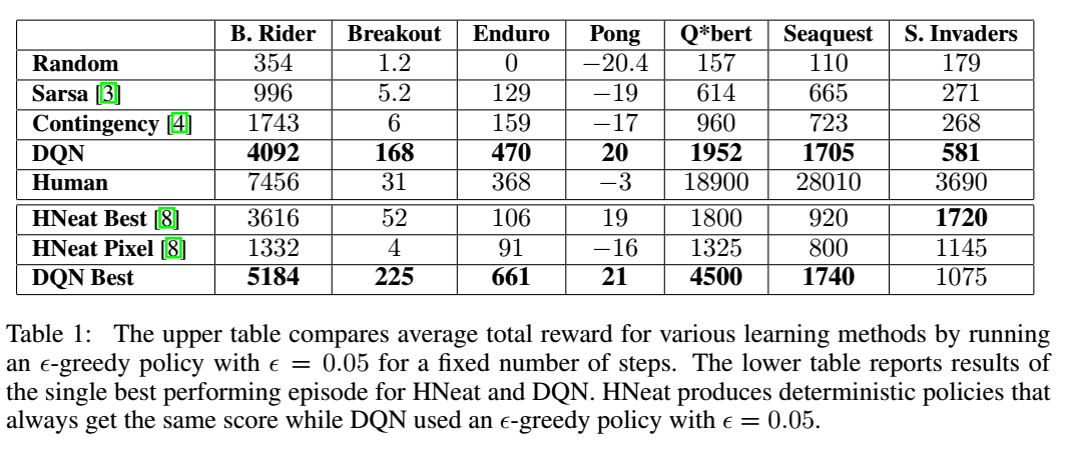 B. Rider Breakout Enduro Pong Q*bert Seaquest S. Invaders
Random 354 1.2 0 −20.4 157 110 179
Sarsa [3] 996 5.2 129 −19 614 665 271
Contingency [4] 1743 6 159 −17 960 723 268
DQN 4092 168 470 20 1952 1705 581
Human 7456 31 368 −3 18900 28010 3690
HNeat Best [8] 3616 52 106 19 1800 920 1720
HNeat Pixel [8] 1332 4 91 −16 1325 800 1145
DQN Best 5184 225 661 21 4500 1740 1075
Table 1: The upper table compares average total reward for various learning methods by running
an ϵ-greedy policy with ϵ = 0.05 for a fixed number of steps. The lower table reports results of
the single best performing episode for HNeat and DQN. HNeat produces deterministic policies that
always get the same score while DQN used an ϵ-greedy policy with ϵ = 0.05.